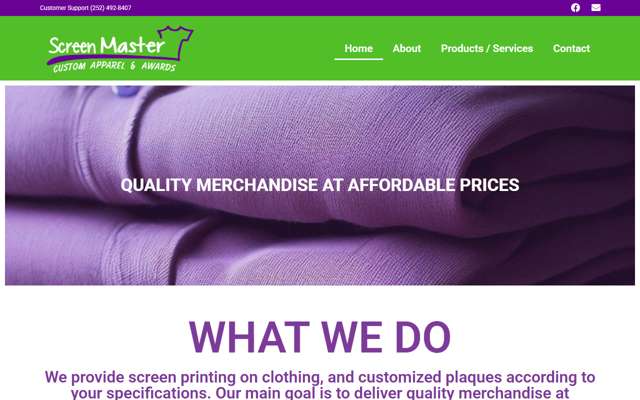 Customer Support (252) 492-8407
Screen Master
CUSTOM APPAREL & AWARDS
Home
About
Products / Services
Contact
QUALITY MERCHANDISE AT AFFORDABLE PRICES
WHAT WE DO
We provide screen printing on clothing, and customized plaques according to
your specifications. Our main goal is to deliver quality merchandise at